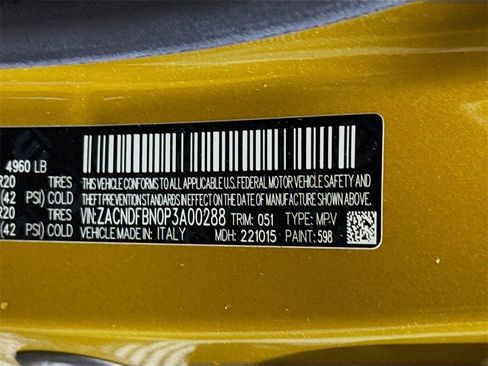 4960 LB
R20 TIRES
(42 PSI) COLD
R20 TIRES
(42 PSI) COLD
THIS VEHICLE CONFORMS TO ALL APPLICABLE U.S. FEDERAL MOTOR VEHICLE SAFETY AND
THEFT PREVENTION STANDARDS IN EFFECT ON THE DATE OF MANUFACTURE SHOWN ABOVE.
VIN:ZACNDFBN0P3A00288 TRIM: 051 TYPE: MPV
VEHICLE MADE IN: ITALY MDH: 221015 PAINT: 598